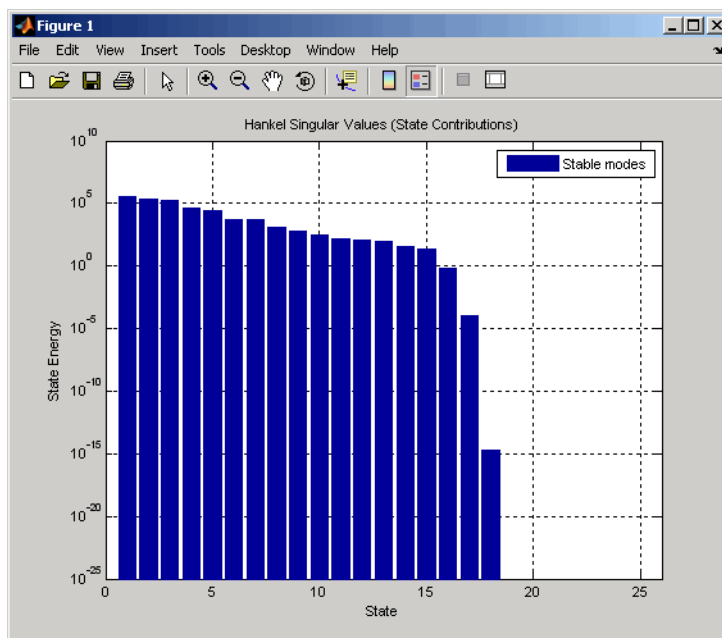 Figure 1
File Edit View Insert Tools Desktop Window Help
Hankel Singular Values (State Contributions)
Stable modes
State Energy
10^10
10^5
10^0
10^-5
10^-10
10^-15
10^-20
10^-25
0 5 10 15 20 25
State